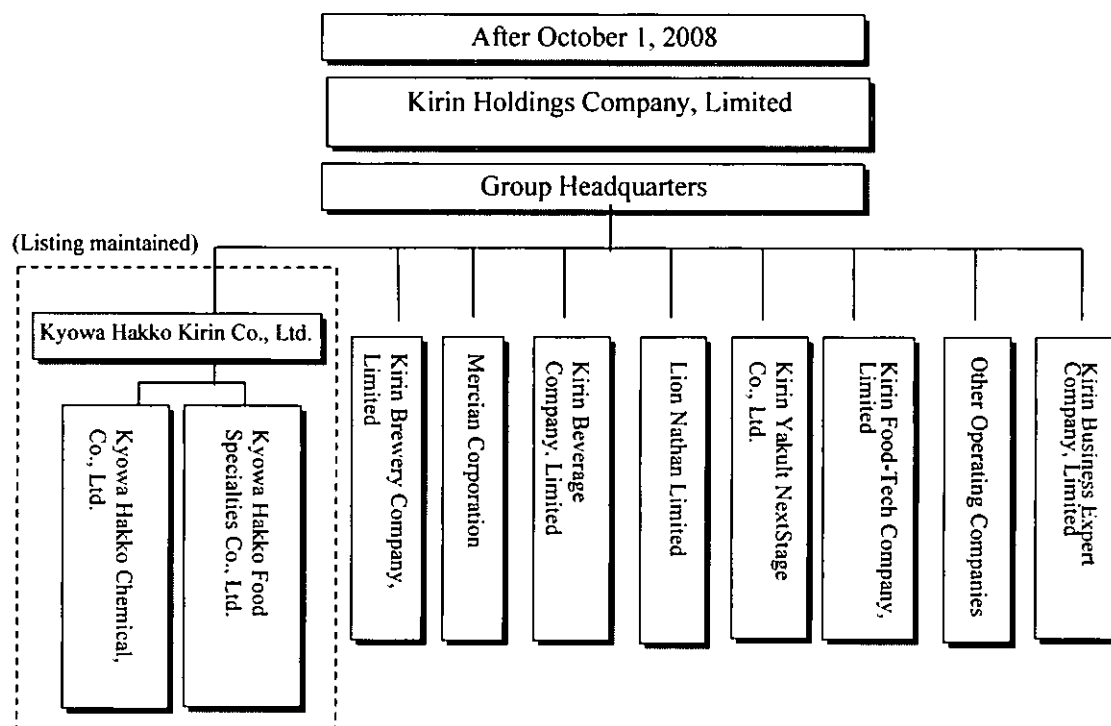 After October 1, 2008
Kirin Holdings Company, Limited
Group Headquarters
(Listing maintained)
Kyowa Hakko Kirin Co., Ltd.
Kyowa Hakko Chemical,
Co., Ltd.
Kyowa Hakko Food
Specialties Co., Ltd.
Kirin Brewery Company,
Limited
Mercian Corporation
Kirin Beverage
Company, Limited
Lion Nathan Limited
Kirin Yakult NextStage
Co., Ltd.
Kirin Food-Tech Company,
Limited
Other Operating Companies
Kirin Business Expert
Company, Limited